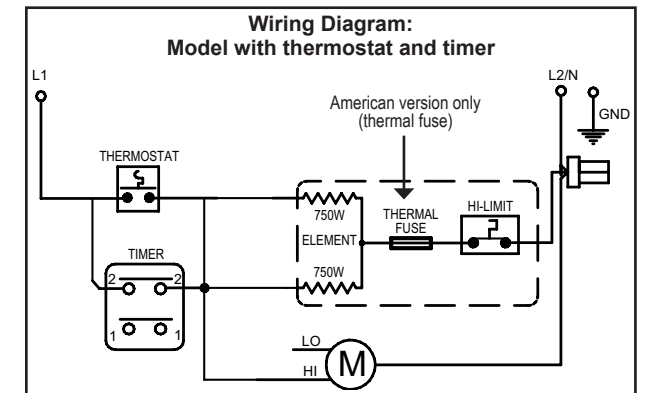 Wiring Diagram:
Model with thermostat and timer
L1
L2/N
American version only
(thermal fuse)
GND
THERMOSTAT
750W
THERMAL
FUSE
HI-LIMIT
ELEMENT
TIMER
750W
2
2
1
1
LO
HI
M